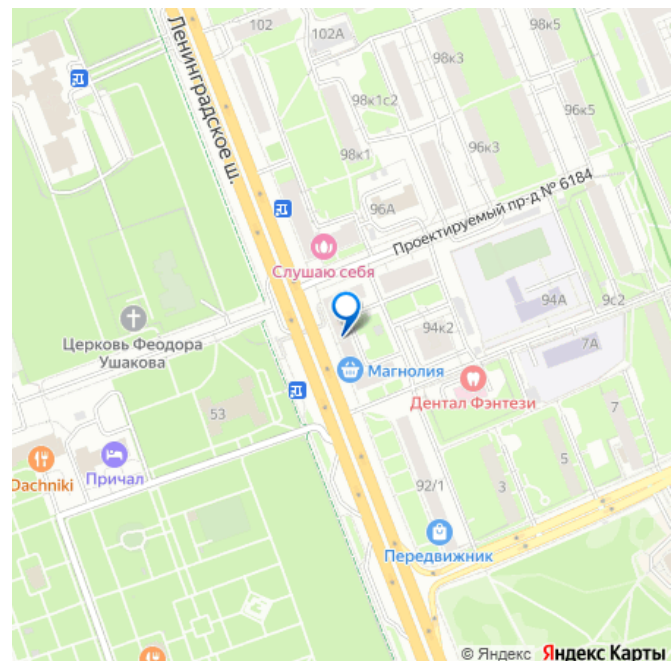 102
102А
98к5
98к3
98к1с2
96к5
98к1
96к3
Ленинградское ш.
96А
Проектируемый пр-д № 6184
Слушаю себя
Церковь Феодора
Ушакова
94к2
94А
9с2
7А
Магнолия
Дентал Фэнтези
53
7
5
3
Dachniki
Причал
92/1
Передвижник
© Яндекс Яндекс Карты